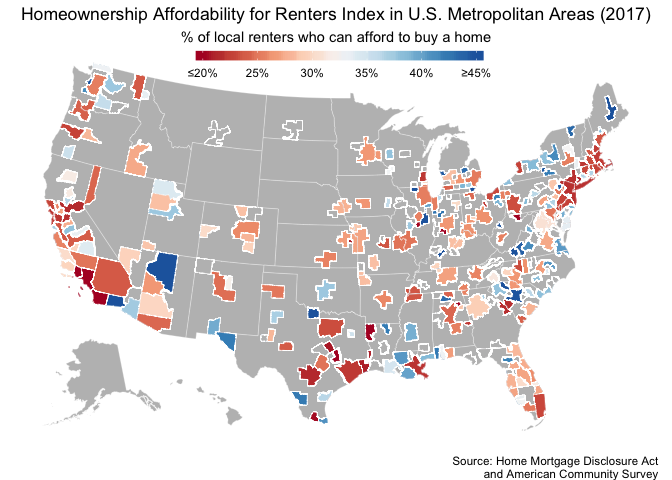 Homeownership Affordability for Renters Index in U.S. Metropolitan Areas (2017)
% of local renters who can afford to buy a home
≤20% 25% 30% 35% 40% ≥45%
Source: Home Mortgage Disclosure Act
and American Community Survey